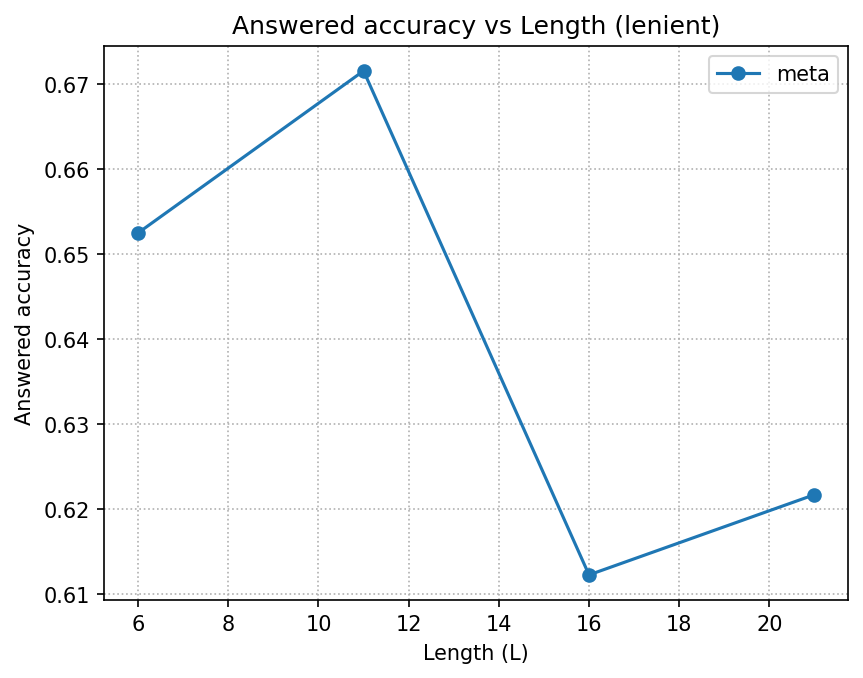 Answered accuracy vs Length (lenient)
meta
Answered accuracy
0.67
0.66
0.65
0.64
0.63
0.62
0.61
6 8 10 12 14 16 18 20
Length (L)